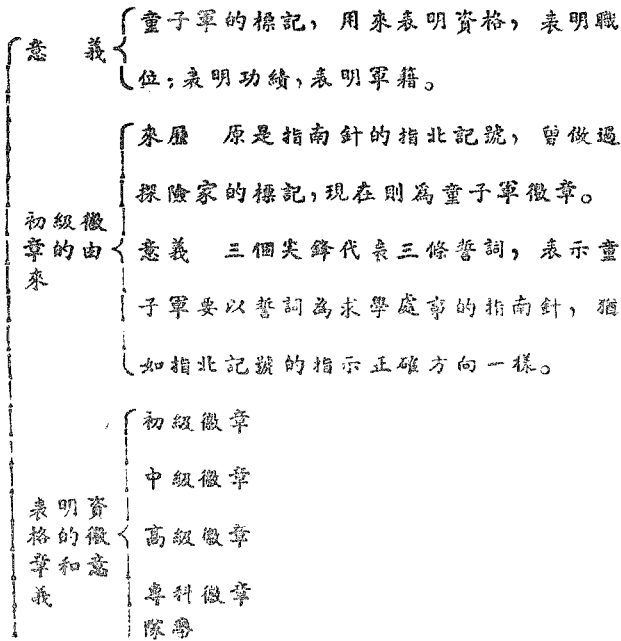 意　義
童子軍的標記，用來表明資格，表明職
位；表明功績，表明軍籍。
初級徽
章的由
來
來歷　原是指南針的指北記號，曾做過
探險家的標記，現在則為童子軍徽章。
意義　三個尖鋒代表三條誓詞，表示童
子軍要以誓詞為求學處事的指南針，猶
如指北記號的指示正確方向一樣。
表明資
格的徽
章和意
義
初級徽章
中級徽章
高級徽章
專科徽章